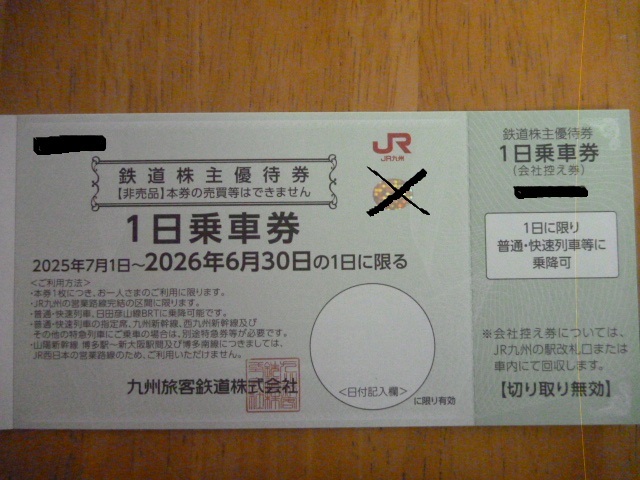 JR
JR九州
鉄道株主優待券
【非売品】本券の売買等はできません
1日乗車券
2025年7月1日～2026年6月30日の1日に限る
<ご利用方法>
・本券1枚につき、お一人さまのご利用に限ります。
・JR九州の営業路線完結の区間に限ります。
・普通・快速列車、日田彦山線BRTに乗降可能です。
・普通・快速列車の指定席、九州新幹線、西九州新幹線及び
その他の特急列車にご乗車の場合は、別途特急券等が必要です。
・山陽新幹線 博多駅～新大阪駅間及び博多南線につきましては、
JR西日本の営業路線のため、ご利用いただけません。
九州旅客鉄道株式会社
<日付記入欄>
に限り有効
鉄道株主優待券
1日乗車券
(会社控え券)
1日に限り
普通・快速列車等に
乗降可
※会社控え券については、
JR九州の駅改札口または
車内にて回収します。
【切り取り無効】